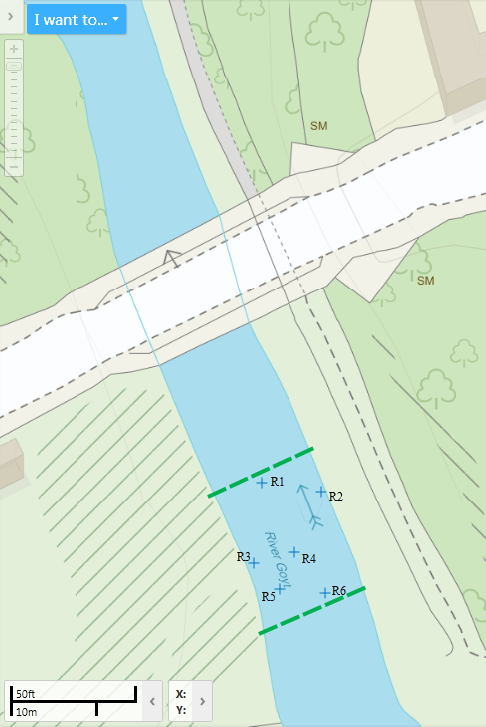 I want to...
SM
SM
R1
R2
River Goyt
R3
R4
R5
R6
50ft
10m
X:
Y: